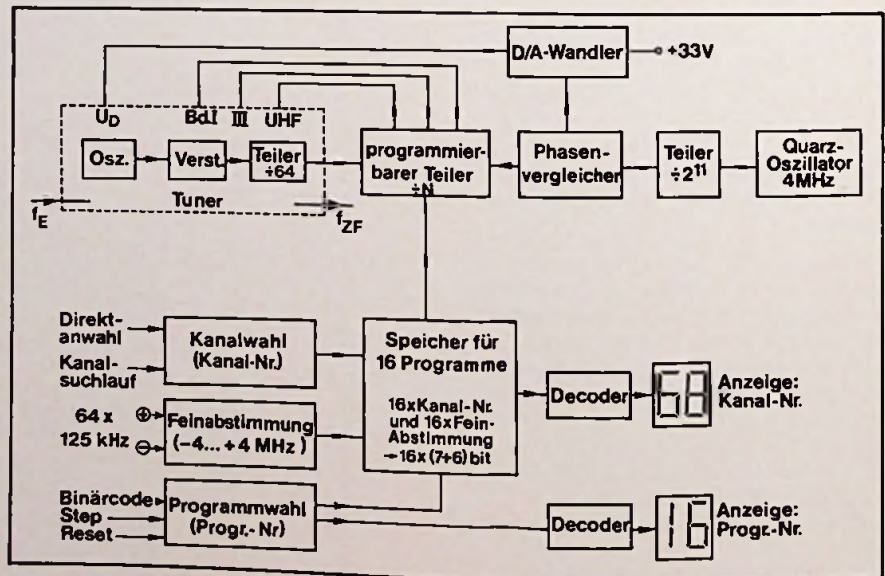 D/A-Wandler
+33V
U_D
Bd.I
III
UHF
Osz.
Verst.
Teiler
÷64
Tuner
f_E
f_ZF
programmier-
barer Teiler
÷N
Phasen-
vergleicher
Teiler
÷2¹¹
Quarz-
Oszillator
4MHz
Direkt-
anwahl
Kanal-
suchlauf
Kanalwahl
(Kanal-Nr.)
64 x
125 kHz
⊕
⊖
Feinabstimmung
(−4... +4 MHz)
Binärcode
Step
Reset
Programmwahl
(Progr.-Nr)
Speicher für
16 Programme
16xKanal-Nr.
und 16xFein-
Abstimmung
→16x(7+6) bit
Decoder
68
Anzeige:
Kanal-Nr.
Decoder
16
Anzeige:
Progr.-Nr.